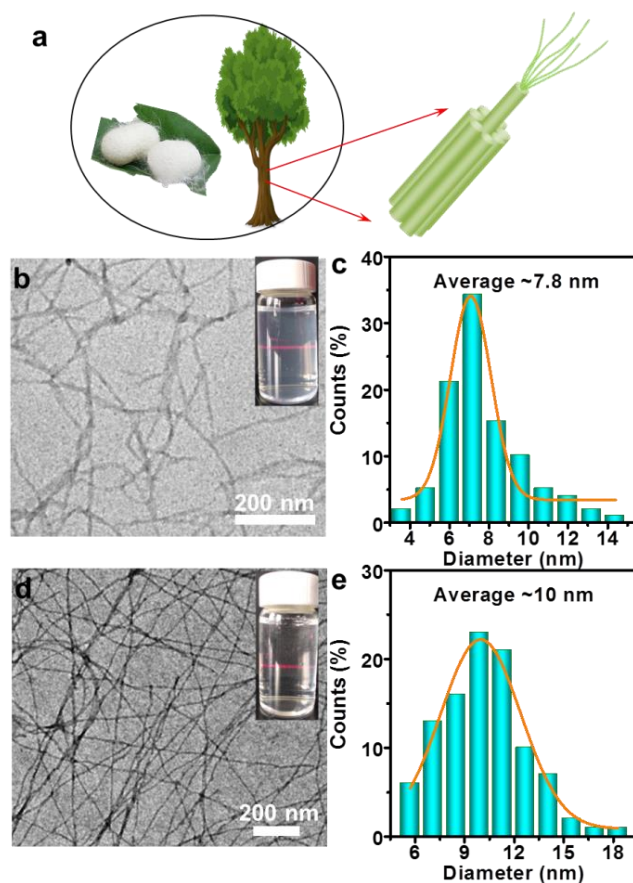 a
b
200 nm
c
Average ~7.8 nm
Counts (%)
40
30
20
10
0
4 6 8 10 12 14
Diameter (nm)
d
200 nm
e
Average ~10 nm
Counts (%)
30
20
10
0
6 9 12 15 18
Diameter (nm)